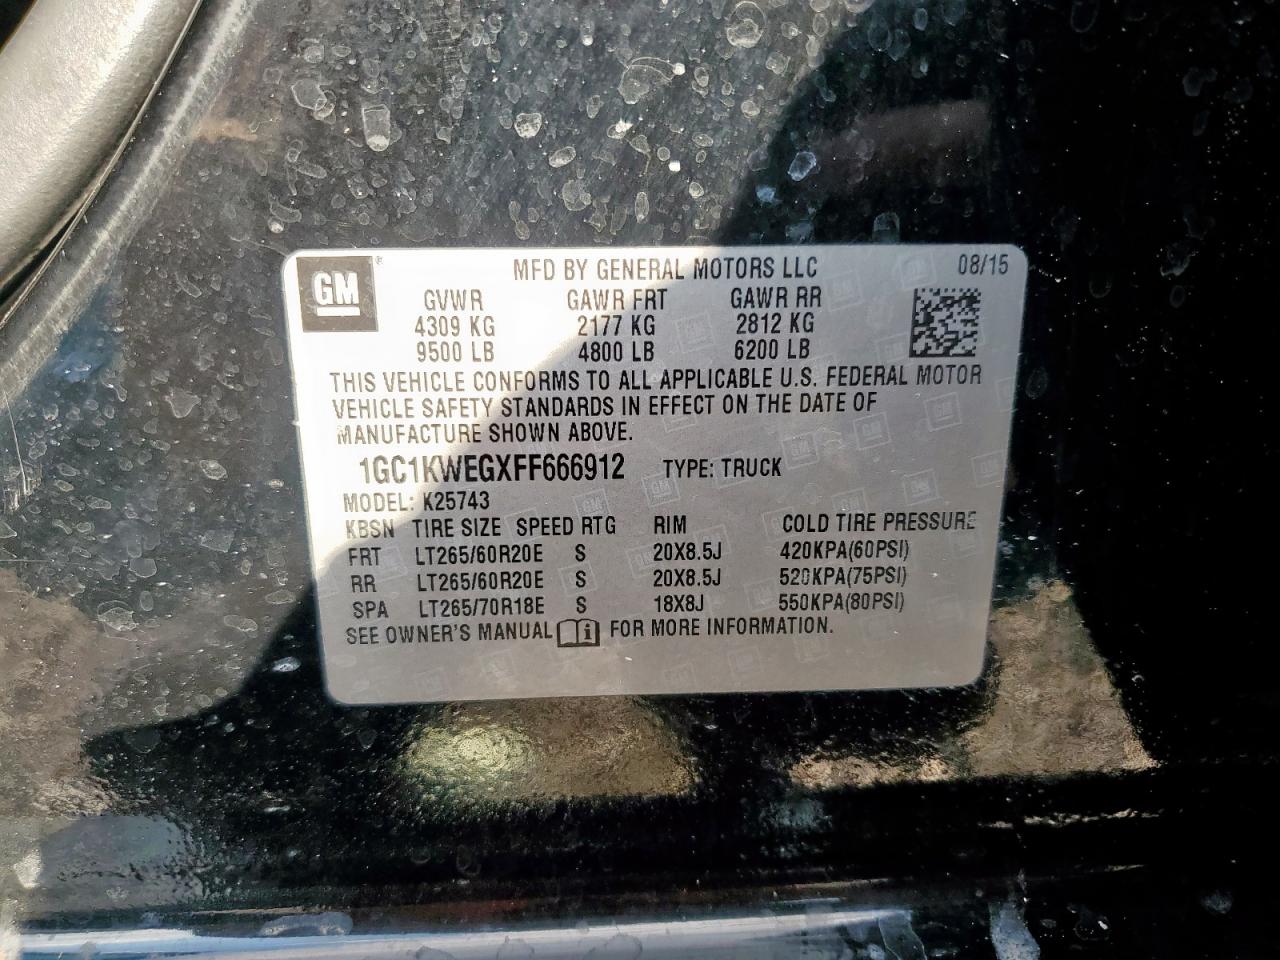 GM
MFD BY GENERAL MOTORS LLC 08/15
GVWR GAWR FRT GAWR RR
4309 KG 2177 KG 2812 KG
9500 LB 4800 LB 6200 LB
THIS VEHICLE CONFORMS TO ALL APPLICABLE U.S. FEDERAL MOTOR
VEHICLE SAFETY STANDARDS IN EFFECT ON THE DATE OF
MANUFACTURE SHOWN ABOVE.
1GC1KWEGXFF666912 TYPE: TRUCK
MODEL: K25743
KBSN TIRE SIZE SPEED RTG RIM COLD TIRE PRESSURE
FRT LT265/60R20E S 20X8.5J 420KPA(60PSI)
RR LT265/60R20E S 20X8.5J 520KPA(75PSI)
SPA LT265/70R18E S 18X8J 550KPA(80PSI)
SEE OWNER'S MANUAL FOR MORE INFORMATION.